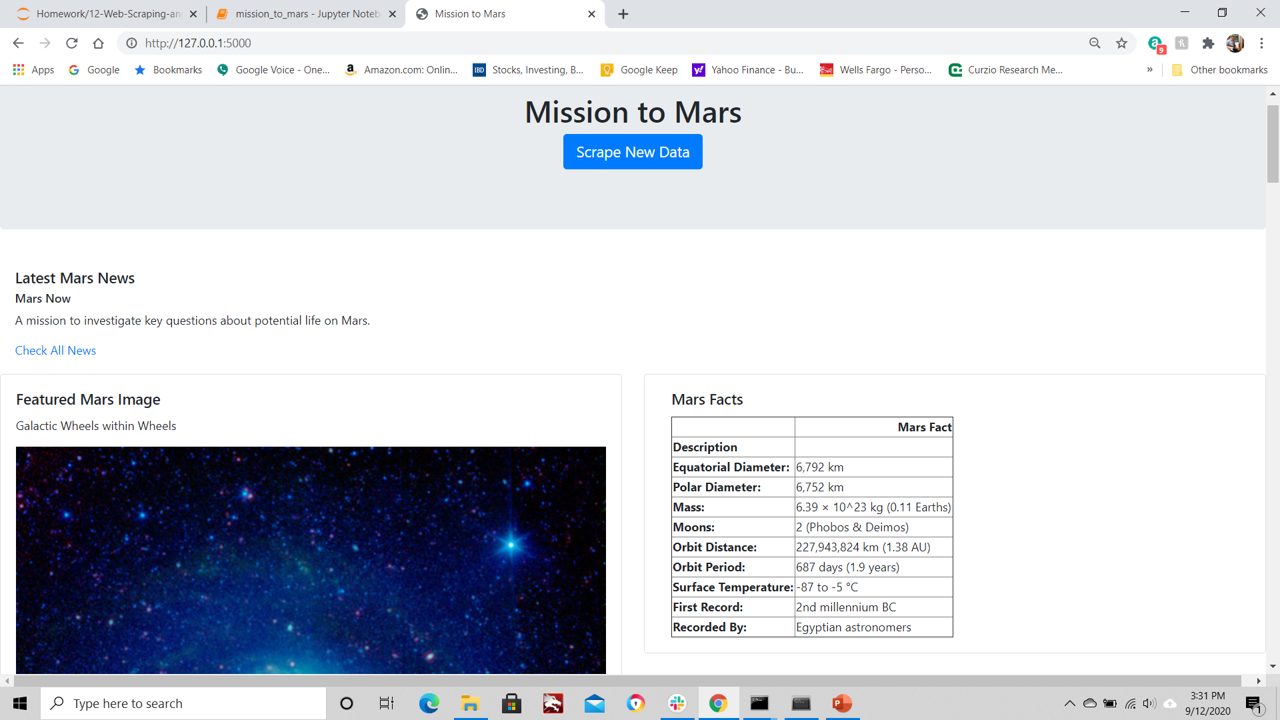 Homework/12-Web-Scraping-an
mission_to_mars - Jupyter Noteb
Mission to Mars
http://127.0.0.1:5000
9
Apps
Google
Bookmarks
Google Voice - One...
Amazon.com: Onlin...
IBD
Stocks, Investing, B...
Google Keep
Yahoo Finance - Bu...
Wells Fargo - Perso...
Curzio Research Me...
»
Other bookmarks
Mission to Mars
Scrape New Data
Latest Mars News
Mars Now
A mission to investigate key questions about potential life on Mars.
Check All News
Featured Mars Image
Galactic Wheels within Wheels
Mars Facts
Mars Fact
Description
Equatorial Diameter: 6,792 km
Polar Diameter: 6,752 km
Mass: 6.39 × 10^23 kg (0.11 Earths)
Moons: 2 (Phobos & Deimos)
Orbit Distance: 227,943,824 km (1.38 AU)
Orbit Period: 687 days (1.9 years)
Surface Temperature: -87 to -5 °C
First Record: 2nd millennium BC
Recorded By: Egyptian astronomers
Type here to search
3:31 PM
9/12/2020
1